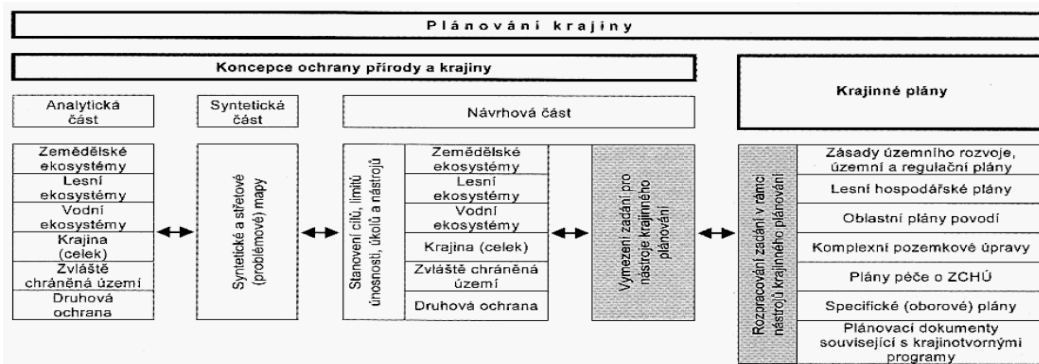 Plánování krajiny
Koncepce ochrany přírody a krajiny
Krajinné plány
Analytická
část
Syntetická
část
Návrhová část
Zemědělské
ekosystémy
Lesní
ekosystémy
Vodní
ekosystémy
Krajina
(celek)
Zvláště
chráněná území
Druhová
ochrana
Syntetické a střetové
(problémové) mapy
Stanovení cílů, limitů
únosnosti, úkolů a nástrojů
Zemědělské
ekosystémy
Lesní
ekosystémy
Vodní
ekosystémy
Krajina (celek)
Zvláště chráněná
území
Druhová ochrana
Vymezení zadání pro
nástroje krajinného
plánování
Rozpracování zadání v rámci
nástrojů krajinného plánování
Zásady územního rozvoje,
územní a regulační plány
Lesní hospodářské plány
Oblastní plány povodí
Komplexní pozemkové úpravy
Plány péče o ZCHÚ
Specifické (oborové) plány
Plánovací dokumenty
související s krajinotvornými
programy